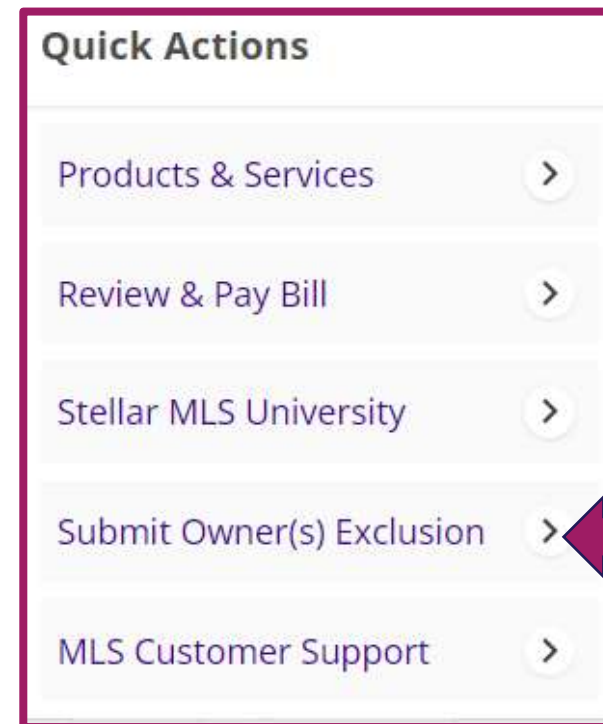 Quick Actions
Products & Services
Review & Pay Bill
Stellar MLS University
Submit Owner(s) Exclusion
MLS Customer Support